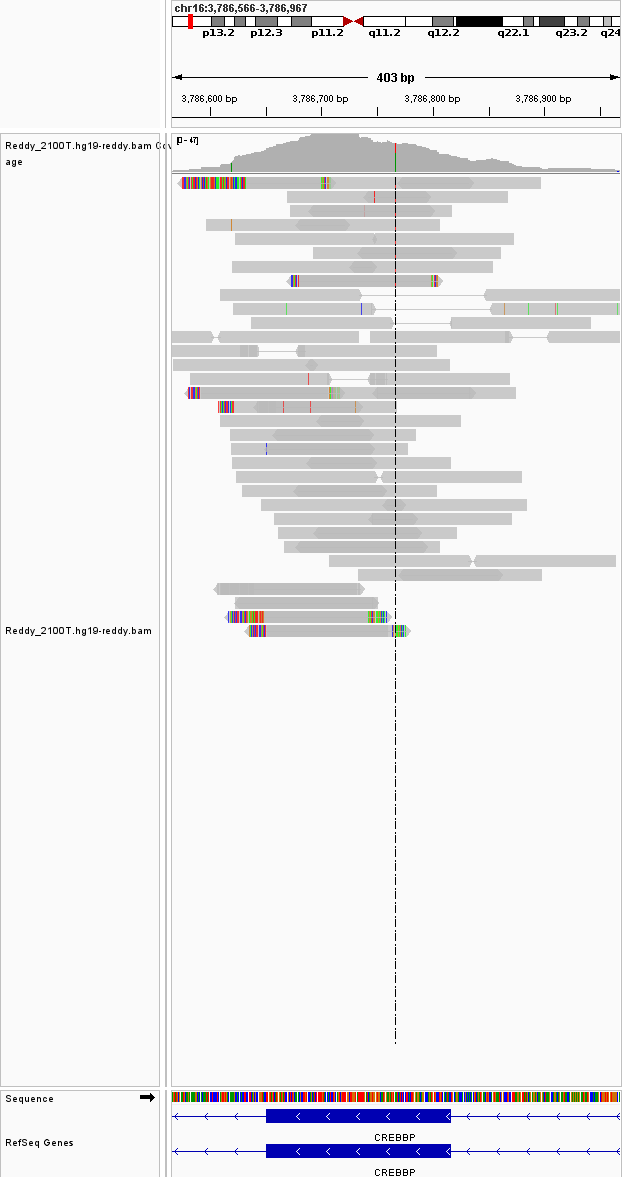 chr16:3,786,566-3,786,967
p13.2 p12.3 p11.2 q11.2 q12.2 q22.1 q23.2 q24
403 bp
3,786,600 bp 3,786,700 bp 3,786,800 bp 3,786,900 bp
Reddy_2100T.hg19-reddy.bam Cov
age
[0 - 47]
Reddy_2100T.hg19-reddy.bam
Sequence
CREBBP
RefSeq Genes
CREBBP